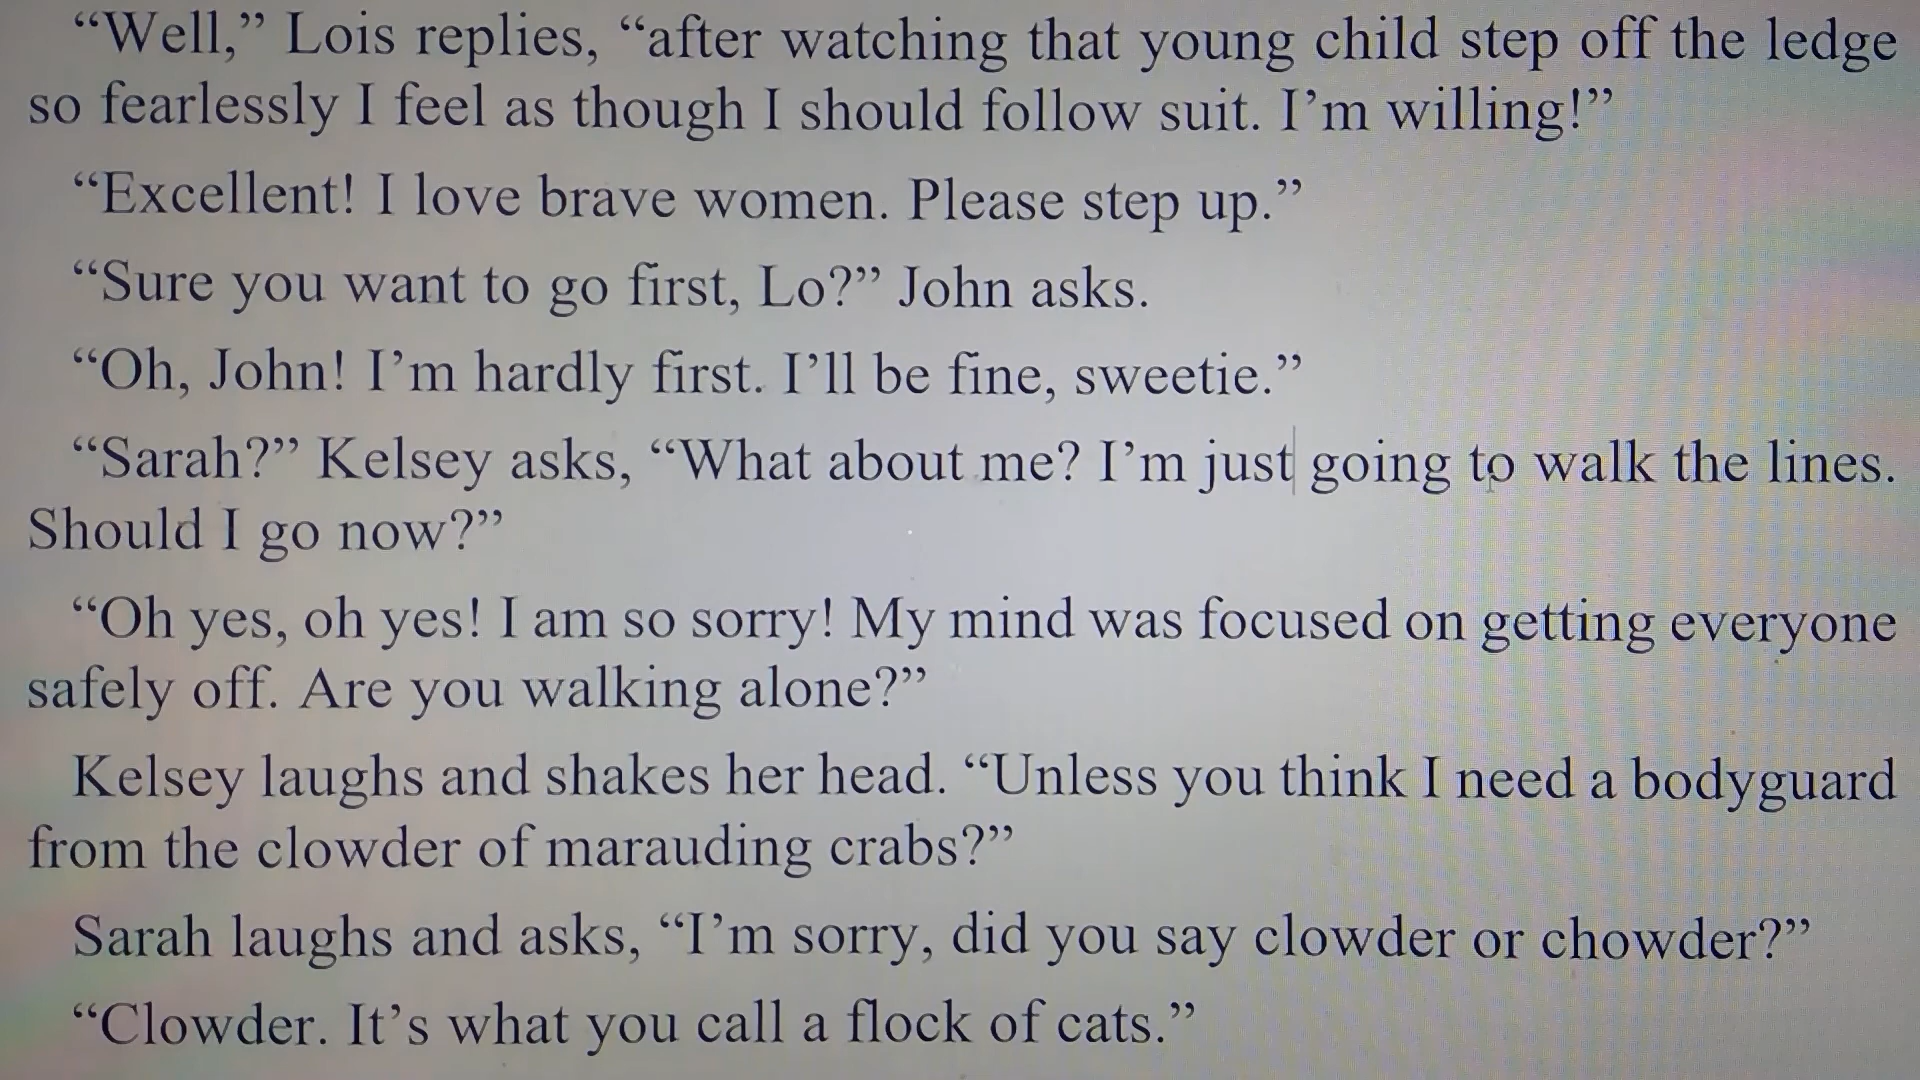 “Well,” Lois replies, “after watching that young child step off the ledge
so fearlessly I feel as though I should follow suit. I’m willing!”
“Excellent! I love brave women. Please step up.”
“Sure you want to go first, Lo?” John asks.
“Oh, John! I’m hardly first. I’ll be fine, sweetie.”
“Sarah?” Kelsey asks, “What about me? I’m just going to walk the lines.
Should I go now?”
“Oh yes, oh yes! I am so sorry! My mind was focused on getting everyone
safely off. Are you walking alone?”
Kelsey laughs and shakes her head. “Unless you think I need a bodyguard
from the clowder of marauding crabs?”
Sarah laughs and asks, “I’m sorry, did you say clowder or chowder?”
“Clowder. It’s what you call a flock of cats.”